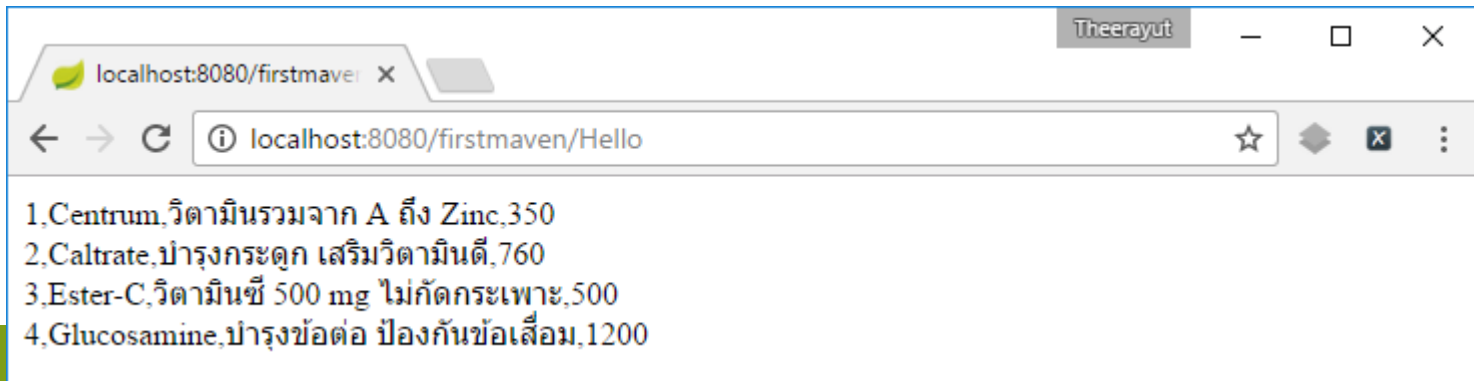 Theerayut
localhost:8080/firstmaven
localhost:8080/firstmaven/Hello
1,Centrum,วิตามินรวมจาก A ถึง Zinc,350
2,Caltrate,บำรุงกระดูก เสริมวิตามินดี,760
3,Ester-C,วิตามินซี 500 mg ไม่กัดกระเพาะ,500
4,Glucosamine,บำรุงข้อต่อ ป้องกันข้อเสื่อม,1200